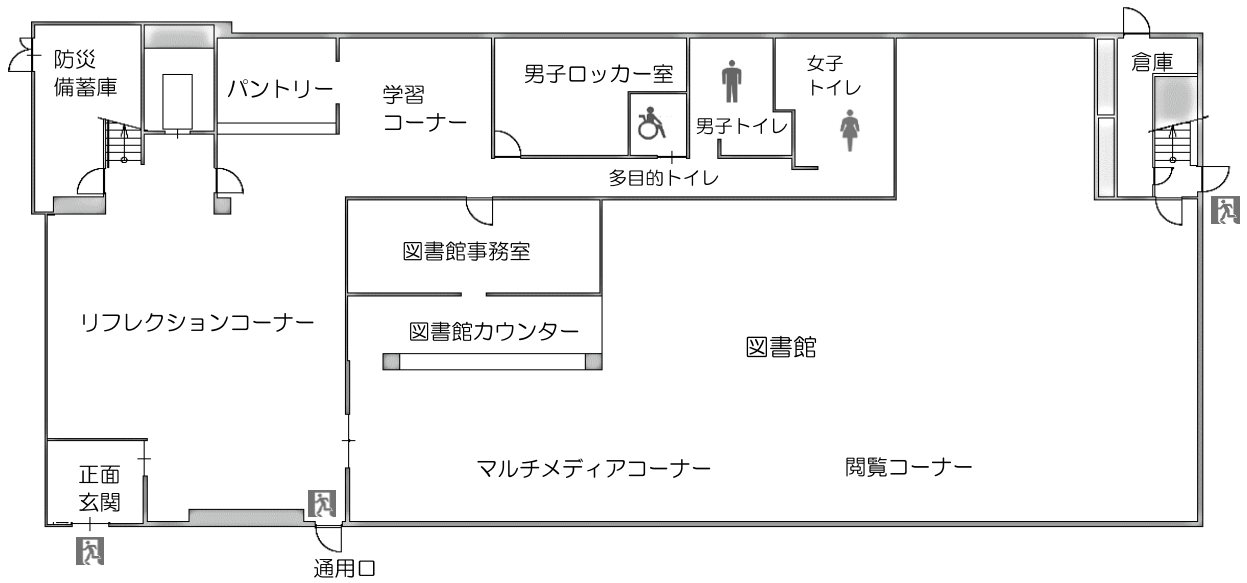 防災
備蓄庫
パントリー
学習
コーナー
男子ロッカー室
男子トイレ
女子
トイレ
倉庫
多目的トイレ
図書館事務室
リフレクションコーナー
図書館カウンター
図書館
正面
玄関
マルチメディアコーナー
閲覧コーナー
通用口